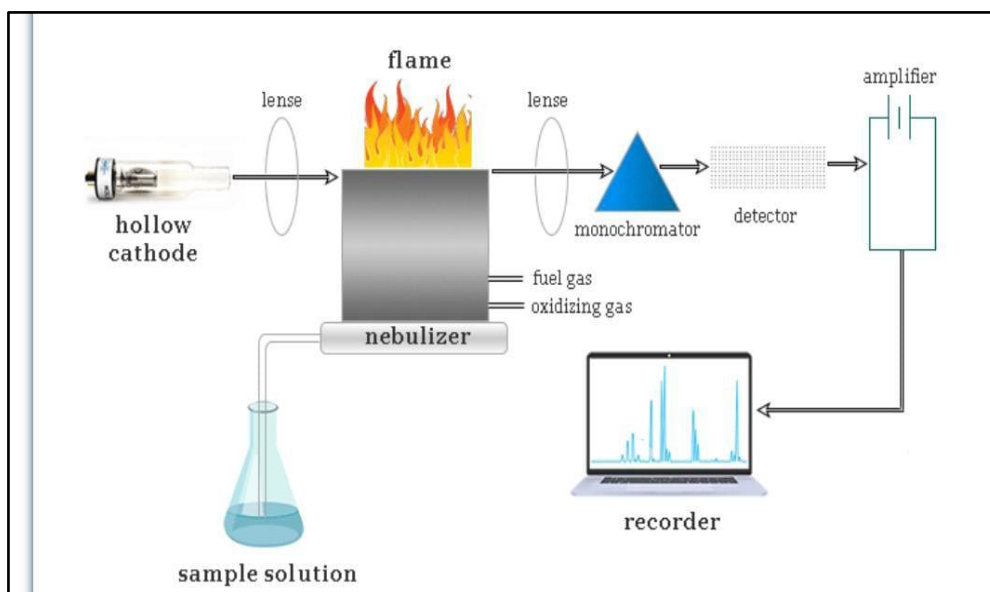 flame
lense
lense
amplifier
hollow
cathode
monochromator
detector
fuel gas
oxidizing gas
nebulizer
recorder
sample solution